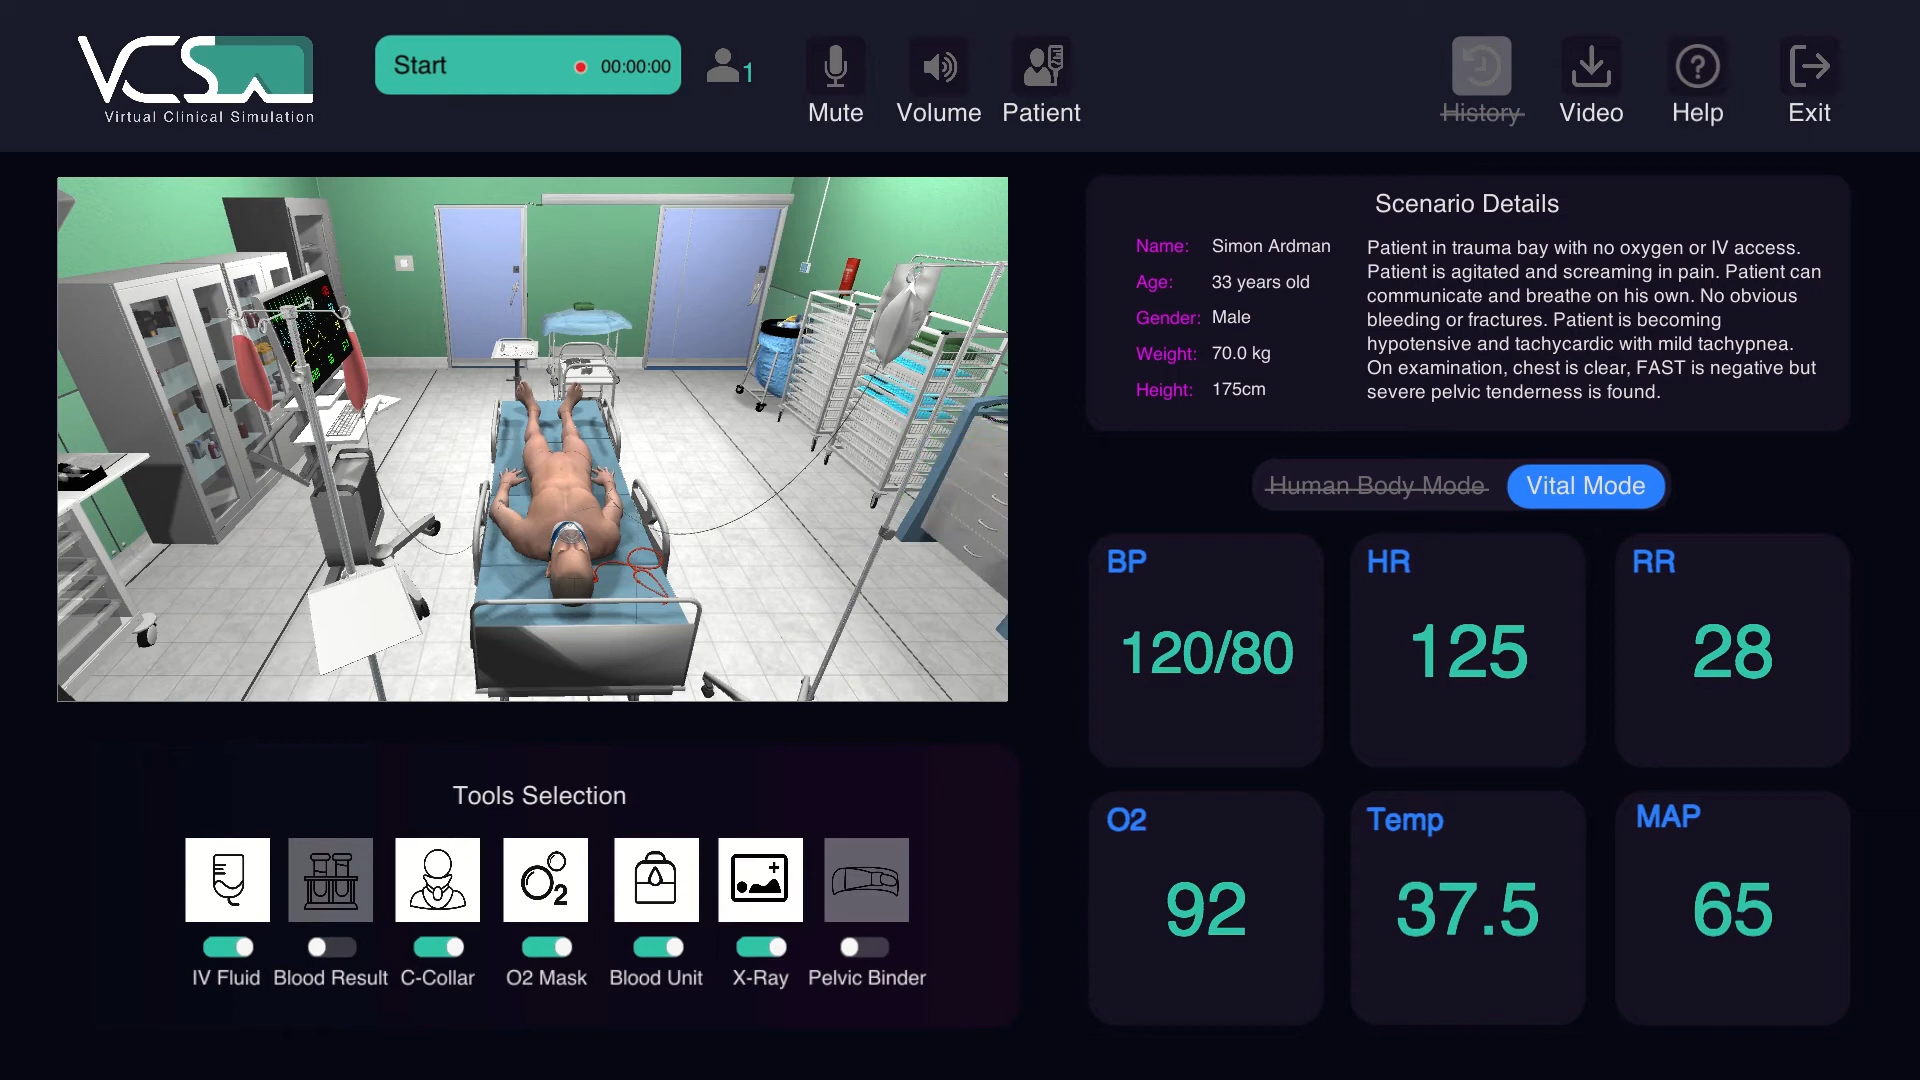 VCS
Virtual Clinical Simulation
Start 00:00:00
1
Mute Volume Patient
History Video Help Exit
Scenario Details
Name: Simon Ardman
Age: 33 years old
Gender: Male
Weight: 70.0 kg
Height: 175cm
Patient in trauma bay with no oxygen or IV access.
Patient is agitated and screaming in pain. Patient can
communicate and breathe on his own. No obvious
bleeding or fractures. Patient is becoming
hypotensive and tachycardic with mild tachypnea.
On examination, chest is clear, FAST is negative but
severe pelvic tenderness is found.
Human Body Mode Vital Mode
BP
120/80
HR
125
RR
28
O2
92
Temp
37.5
MAP
65
Tools Selection
O2
IV Fluid Blood Result C-Collar O2 Mask Blood Unit X-Ray Pelvic Binder